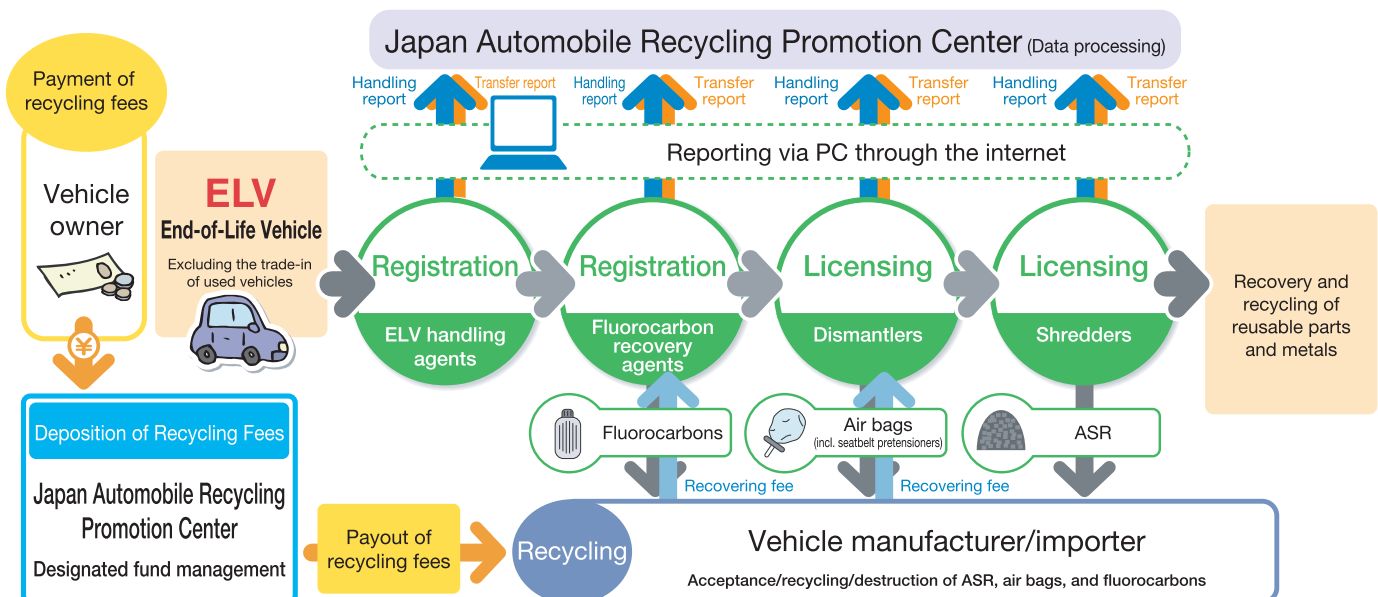 Japan Automobile Recycling Promotion Center (Data processing)
Payment of
recycling fees
Vehicle
owner
¥
ELV
End-of-Life Vehicle
Excluding the trade-in
of used vehicles
Handling
report
Transfer report
Handling
report
Transfer
report
Handling
report
Transfer
report
Handling
report
Transfer
report
Reporting via PC through the internet
Registration
ELV handling
agents
Registration
Fluorocarbon
recovery
agents
Licensing
Dismantlers
Licensing
Shredders
Recovery and
recycling of
reusable parts
and metals
Fluorocarbons
Air bags
(incl. seatbelt pretensioners)
ASR
Recovering fee
Recovering fee
Deposition of Recycling Fees
Japan Automobile Recycling
Promotion Center
Designated fund management
Payout of
recycling fees
Recycling
Vehicle manufacturer/importer
Acceptance/recycling/destruction of ASR, air bags, and fluorocarbons